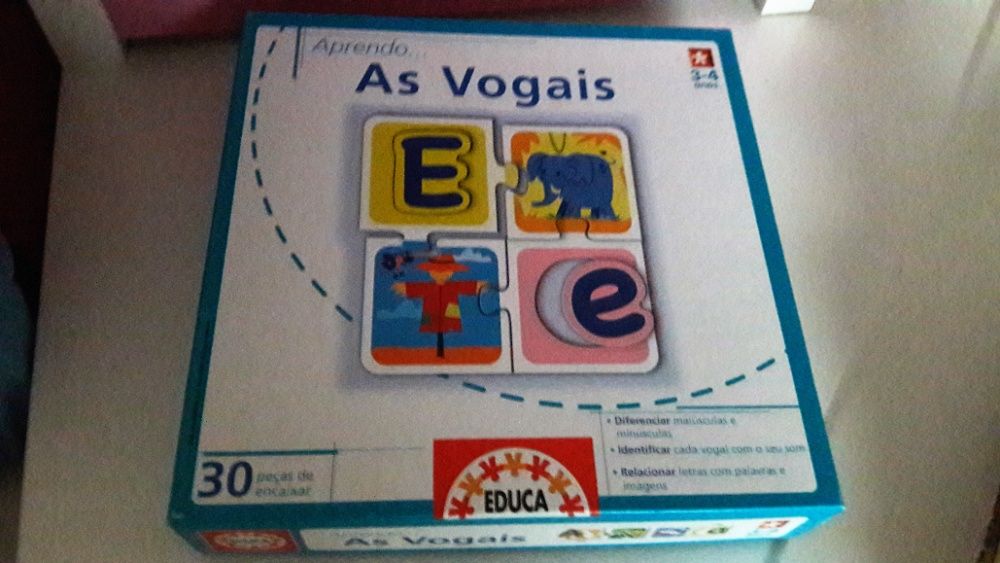 Aprendo...
As Vogais
3-4
anos
E
e
• Diferenciar maiúsculas e
minúsculas
• Identificar cada vogal com o seu som
• Relacionar letras com palavras e
imagens
30 peças de
encaixar
EDUCA
As Vogais